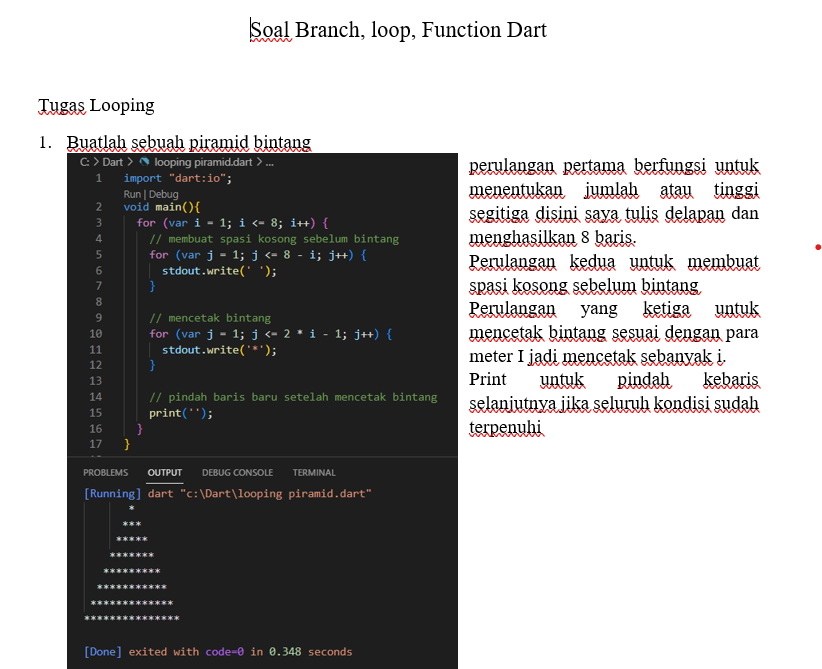 Soal Branch, loop, Function Dart
Tugas Looping
1. Buatlah sebuah piramid bintang
C: > Dart > looping piramid.dart > ...
1 import "dart:io";
Run | Debug
2 void main(){
3 for (var i = 1; i <= 8; i++) {
4 // membuat spasi kosong sebelum bintang
5 for (var j = 1; j <= 8 - i; j++) {
6 stdout.write(' ');
7 }
8
9 // mencetak bintang
10 for (var j = 1; j <= 2 * i - 1; j++) {
11 stdout.write('*');
12 }
13
14 // pindah baris baru setelah mencetak bintang
15 print('');
16 }
17 }
PROBLEMS OUTPUT DEBUG CONSOLE TERMINAL
[Running] dart "c:\Dart\looping piramid.dart"
*
***
*****
*******
*********
***********
*************
***************
[Done] exited with code=0 in 0.348 seconds
perulangan pertama berfungsi untuk
menentukan jumlah atau tinggi
segitiga disini saya tulis delapan dan
menghasilkan 8 baris.
Perulangan kedua untuk membuat
spasi kosong sebelum bintang
Perulangan yang ketiga untuk
mencetak bintang sesuai dengan para
meter I jadi mencetak sebanyak i.
Print untuk pindah kebaris
selanjutnya jika seluruh kondisi sudah
terpenuhi